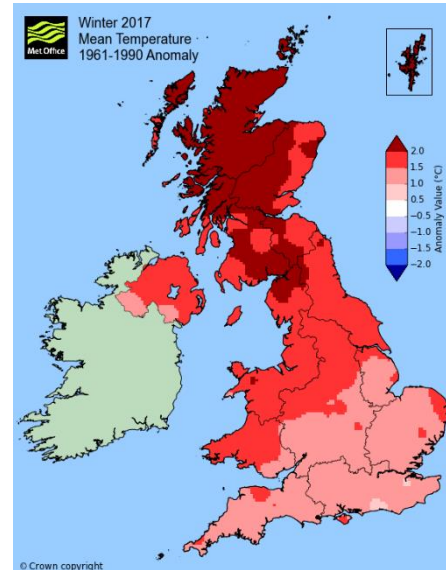 Met Office
Winter 2017
Mean Temperature
1961-1990 Anomaly
2.0
1.5
1.0
0.5
−0.5
−1.0
−1.5
−2.0
Anomaly Value (°C)
© Crown copyright